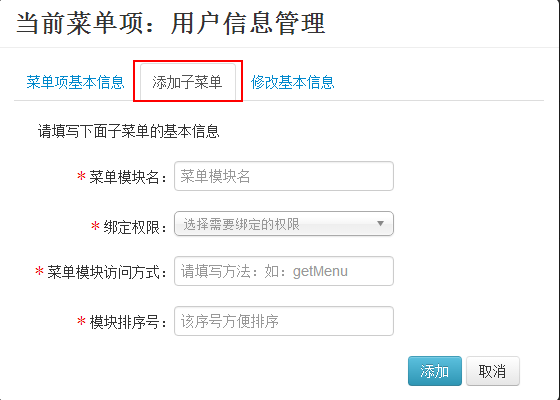 当前菜单项：用户信息管理
菜单项基本信息 添加子菜单 修改基本信息
请填写下面子菜单的基本信息
*菜单模块名： 菜单模块名
*绑定权限： 选择需要绑定的权限
*菜单模块访问方式： 请填写方法：如：getMenu
*模块排序号： 该序号方便排序
添加 取消